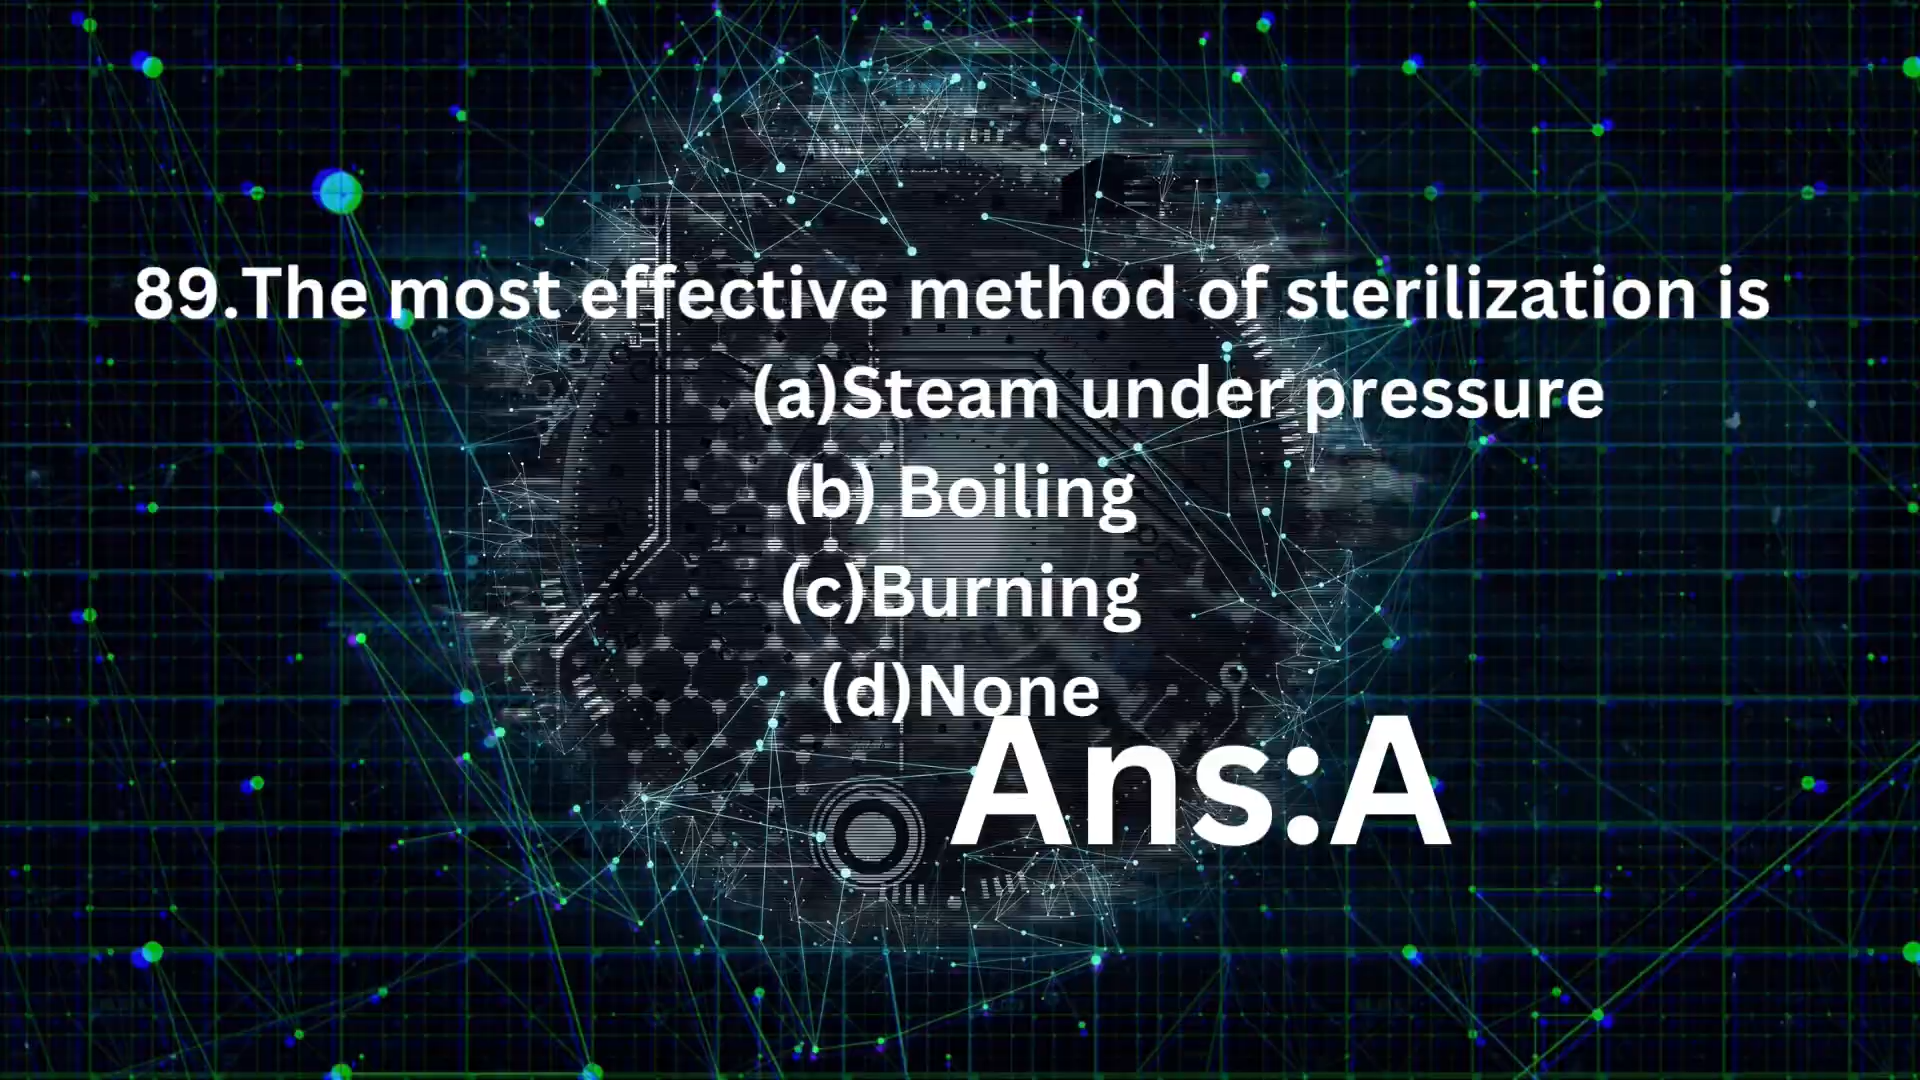 89.The most effective method of sterilization is
(a)Steam under pressure
(b) Boiling
(c)Burning
(d)None
Ans:A